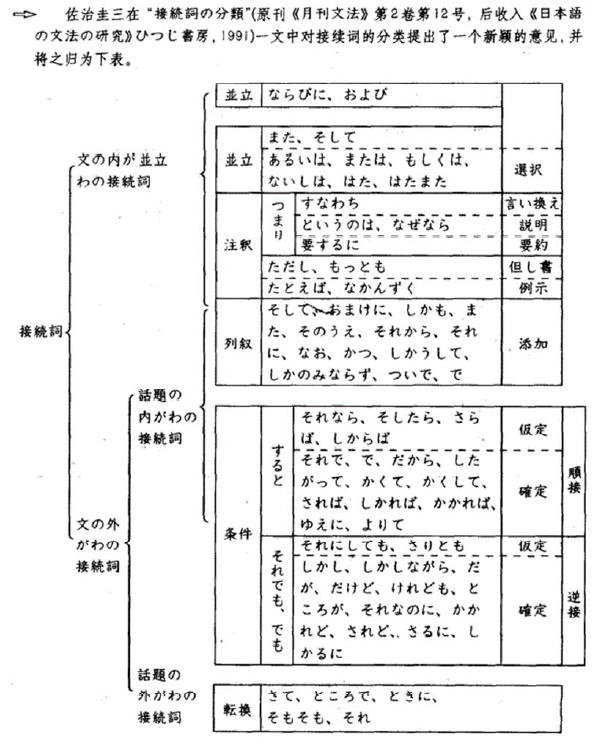 ⇨ 佐治圭三在“接続詞の分類”(原刊《月刊文法》第2卷第12号，后收入《日本語
の文法の研究》ひつじ書房，1991)一文中对接续词的分类提出了一个新颖的意见，并
将之归为下表。
接続詞
文の内が並立
わの接続詞
文の外
がわの
接続詞
話題の
内がわの
接続詞
話題の
外がわの
接続詞
並立
ならびに、および
並立
また、そして
あるいは、または、もしくは、
ないしは、はた、はたまた
選択
注釈
つまり
すなわち
言い換え
というのは、なぜなら
説明
要するに
要約
ただし、もっとも
但し書
たとえば、なかんずく
例示
列叙
そして、おまけに、しかも、ま
た、そのうえ、それから、それ
に、なお、かつ、しかうして、
しかのみならず、ついで、で
添加
条件
すると
それなら、そしたら、さら
ば、しからば
仮定
それで、で、だから、した
がって、かくて、かくして、
されば、しかれば、かかれば、
ゆえに、よりて
確定
順接
それでも、でも
それにしても、さりとも
仮定
しかし、しかしながら、だ
が、だけど、けれども、と
ころが、それなのに、かか
れど、されど、さるに、し
かるに
確定
逆接
転換
さて、ところで、ときに、
そもそも、それ